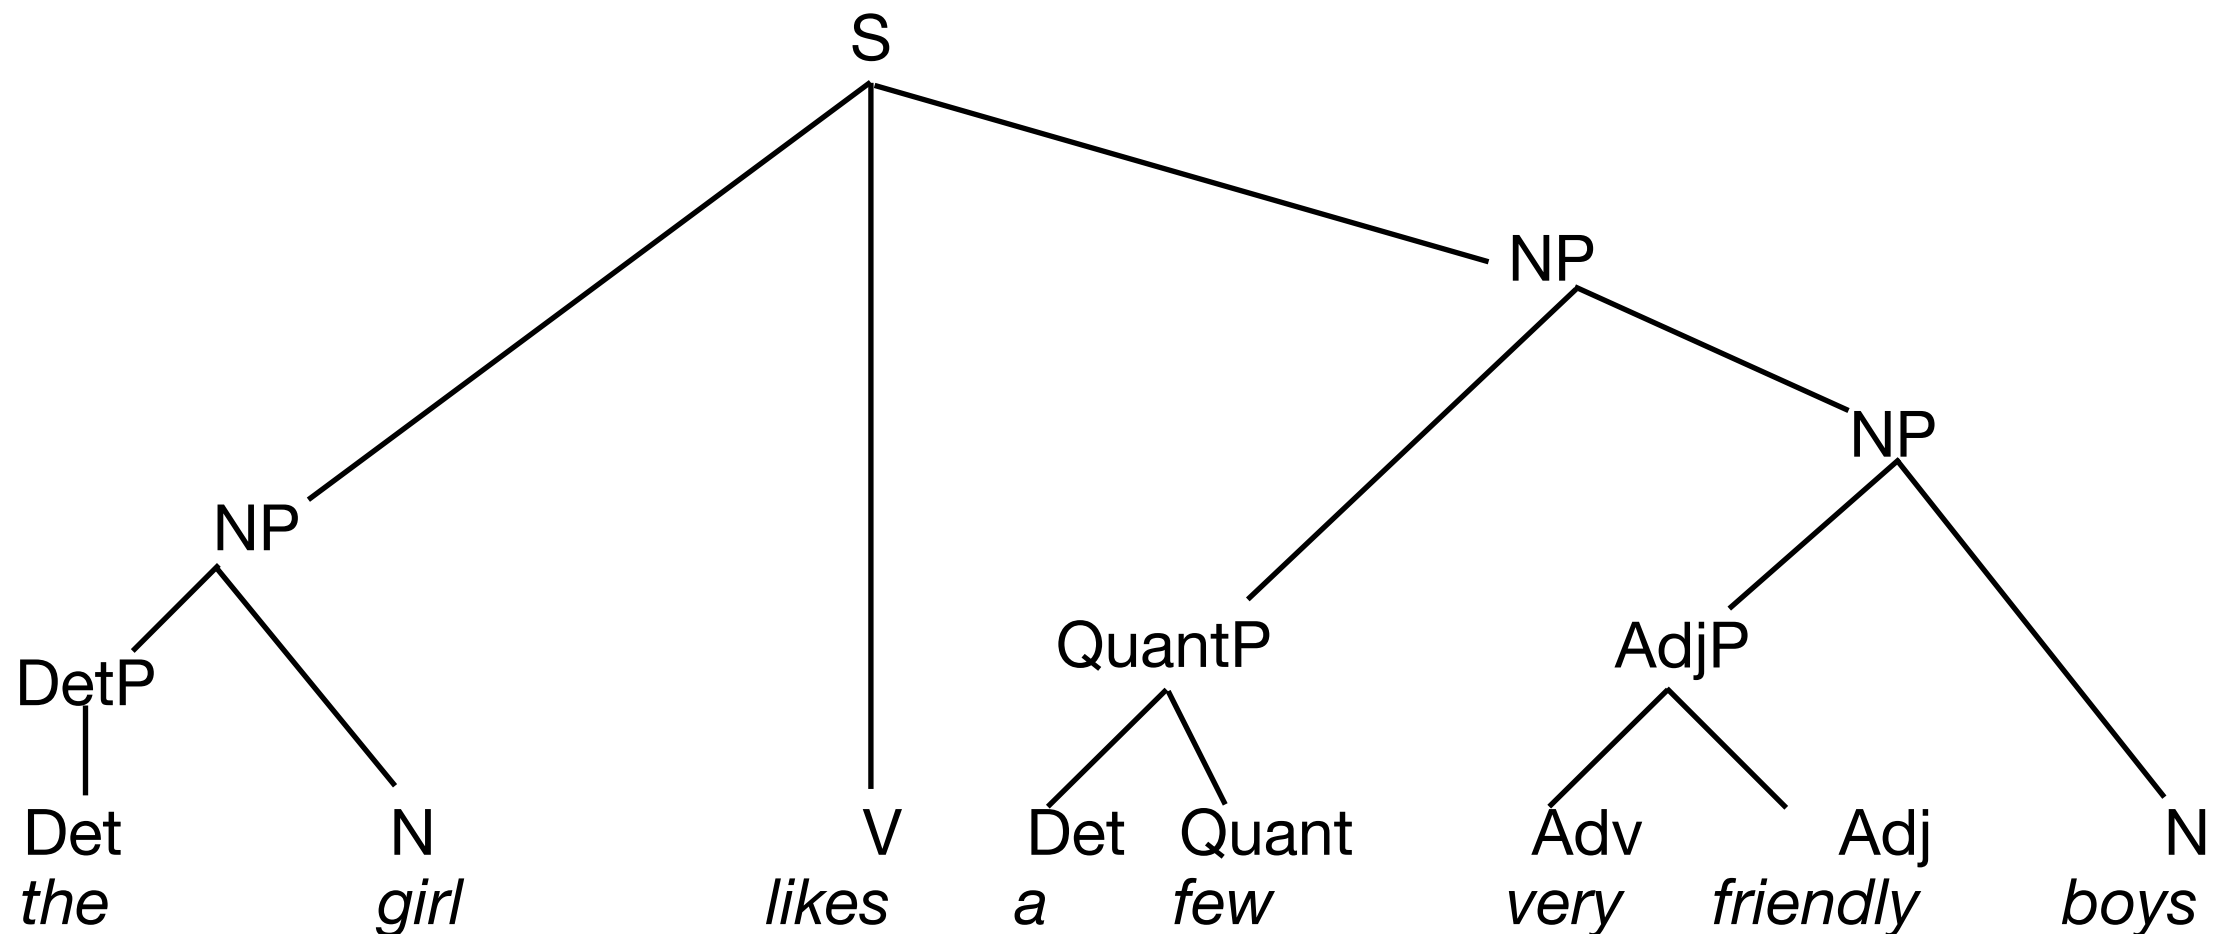 S
NP
NP
NP
QuantP AdjP
DetP
Det N V Det Quant Adv Adj N
the girl likes a few very friendly boys